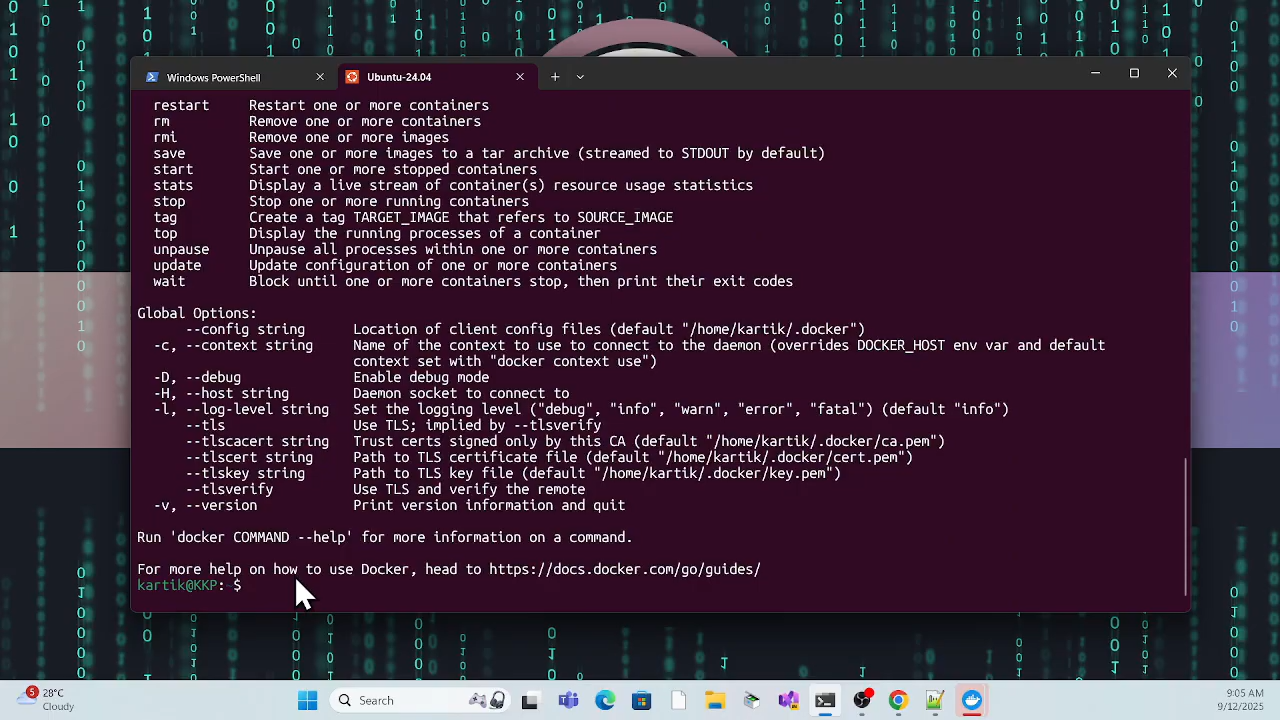 Windows PowerShell
Ubuntu-24.04
restart Restart one or more containers
rm Remove one or more containers
rmi Remove one or more images
save Save one or more images to a tar archive (streamed to STDOUT by default)
start Start one or more stopped containers
stats Display a live stream of container(s) resource usage statistics
stop Stop one or more running containers
tag Create a tag TARGET_IMAGE that refers to SOURCE_IMAGE
top Display the running processes of a container
unpause Unpause all processes within one or more containers
update Update configuration of one or more containers
wait Block until one or more containers stop, then print their exit codes
Global Options:
--config string Location of client config files (default "/home/kartik/.docker")
-c, --context string Name of the context to use to connect to the daemon (overrides DOCKER_HOST env var and default
context set with "docker context use")
-D, --debug Enable debug mode
-H, --host string Daemon socket to connect to
-l, --log-level string Set the logging level ("debug", "info", "warn", "error", "fatal") (default "info")
--tls Use TLS; implied by --tlsverify
--tlscacert string Trust certs signed only by this CA (default "/home/kartik/.docker/ca.pem")
--tlscert string Path to TLS certificate file (default "/home/kartik/.docker/cert.pem")
--tlskey string Path to TLS key file (default "/home/kartik/.docker/key.pem")
--tlsverify Use TLS and verify the remote
-v, --version Print version information and quit
Run 'docker COMMAND --help' for more information on a command.
For more help on how to use Docker, head to https://docs.docker.com/go/guides/
kartik@KKP: $
5
28°C
Cloudy
Search
9:05 AM
9/12/2025